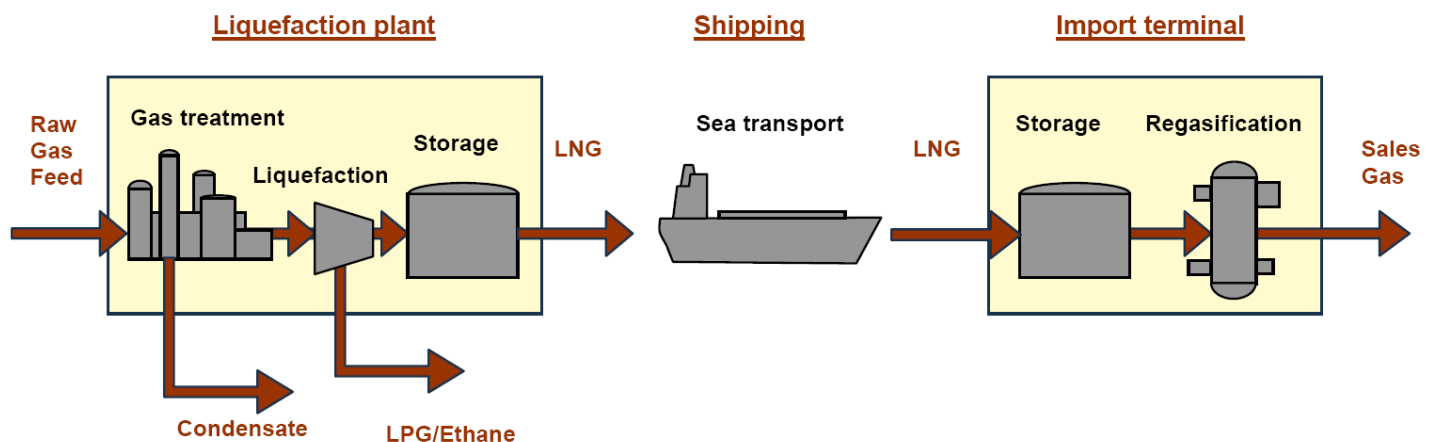 Liquefaction plant
Shipping
Import terminal
Raw
Gas
Feed
Gas treatment
Liquefaction
Storage
LNG
Sea transport
LNG
Storage
Regasification
Sales
Gas
Condensate
LPG/Ethane